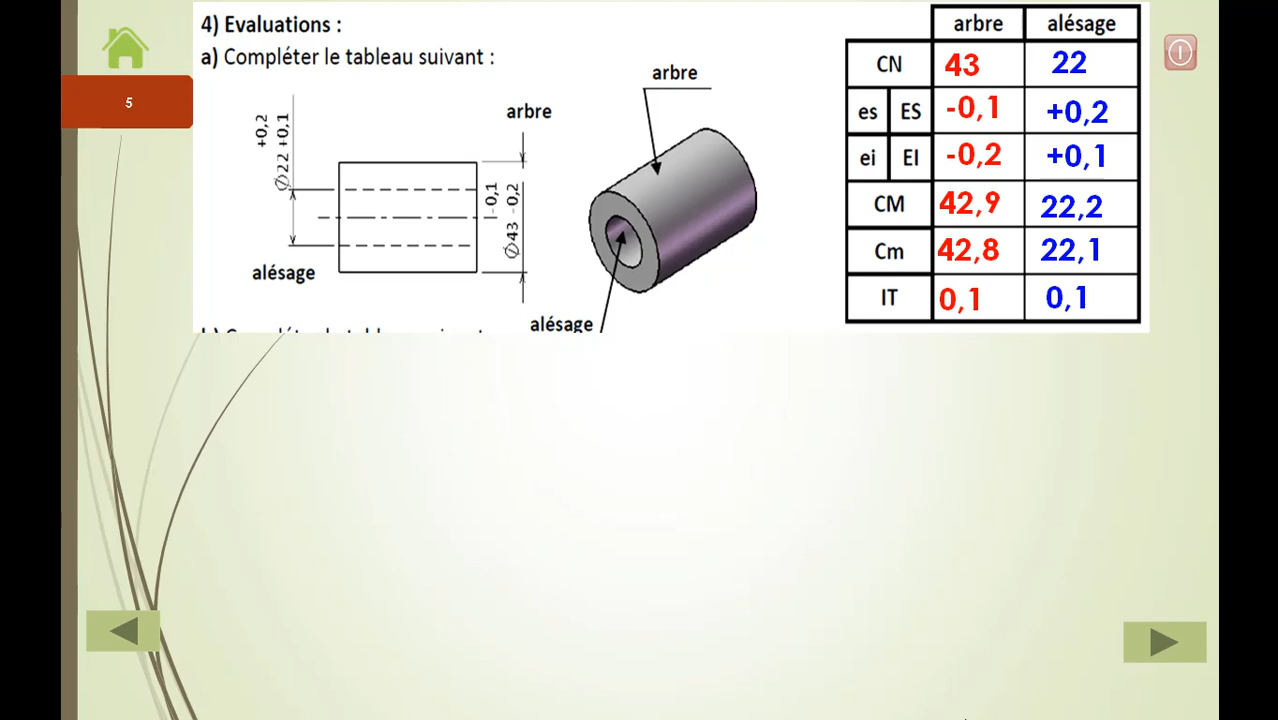 4) Evaluations :
a) Compléter le tableau suivant :
5
arbre
arbre
+0,2
∅22 +0,1
-0,1
∅43 -0,2
alésage
alésage
arbre alésage
CN 43 22
es ES -0,1 +0,2
ei EI -0,2 +0,1
CM 42,9 22,2
Cm 42,8 22,1
IT 0,1 0,1